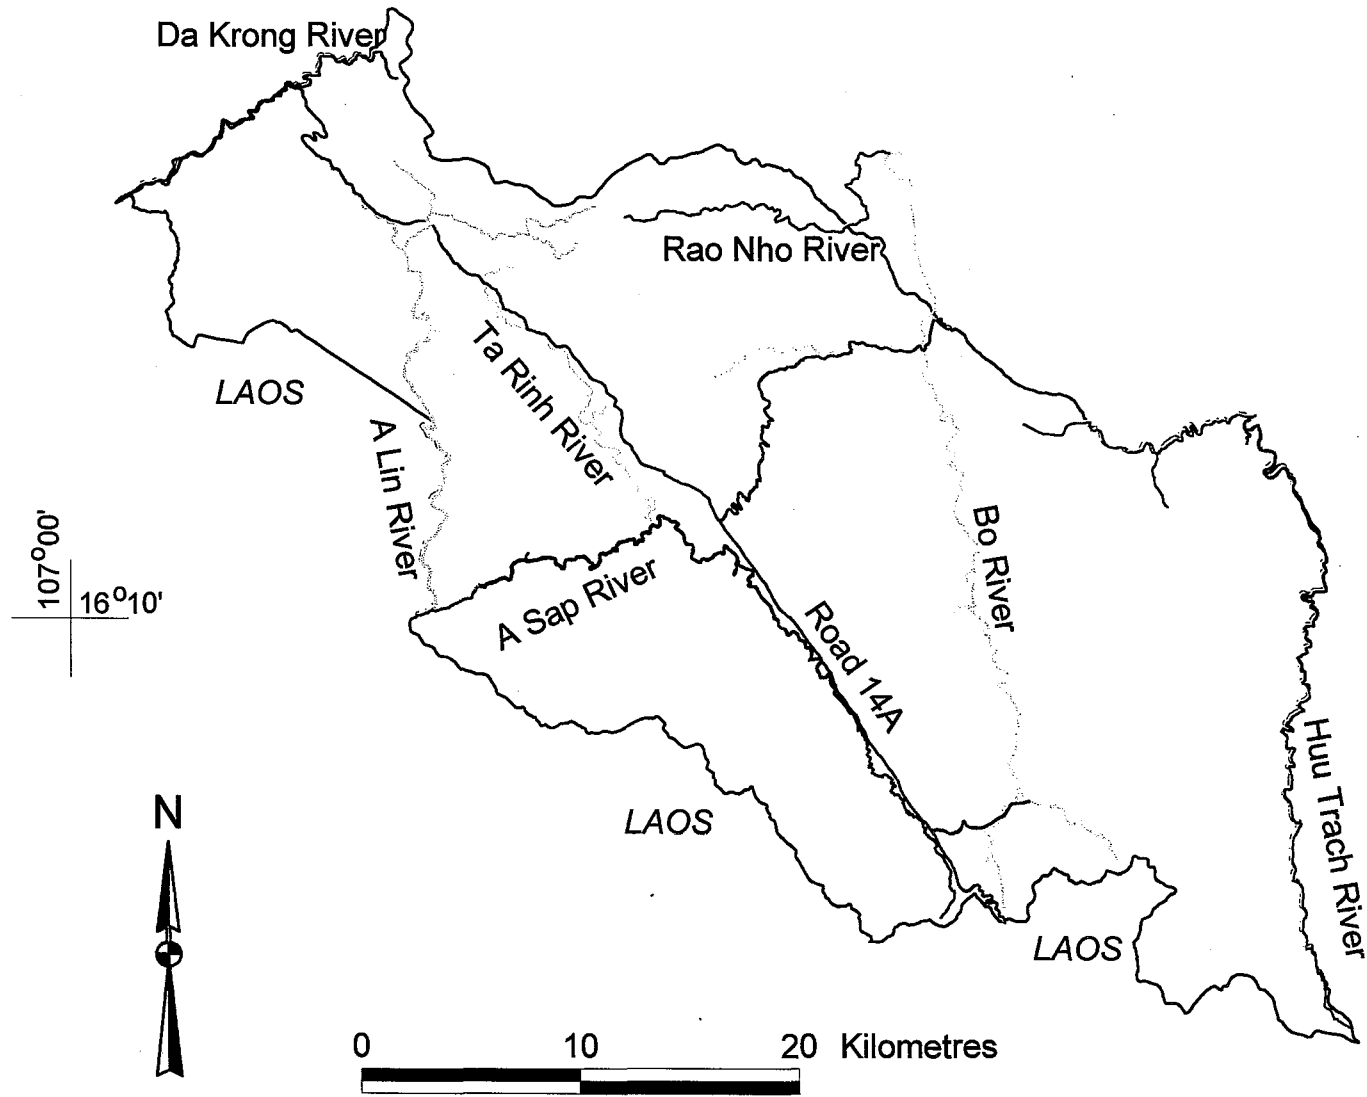 Da Krong River
Rao Nho River
Ta Rinh River
LAOS
A Lin River
Bo River
107°00'
16°10'
A Sap River
Road 14A
Huu Trach River
LAOS
N
LAOS
0 10 20 Kilometres